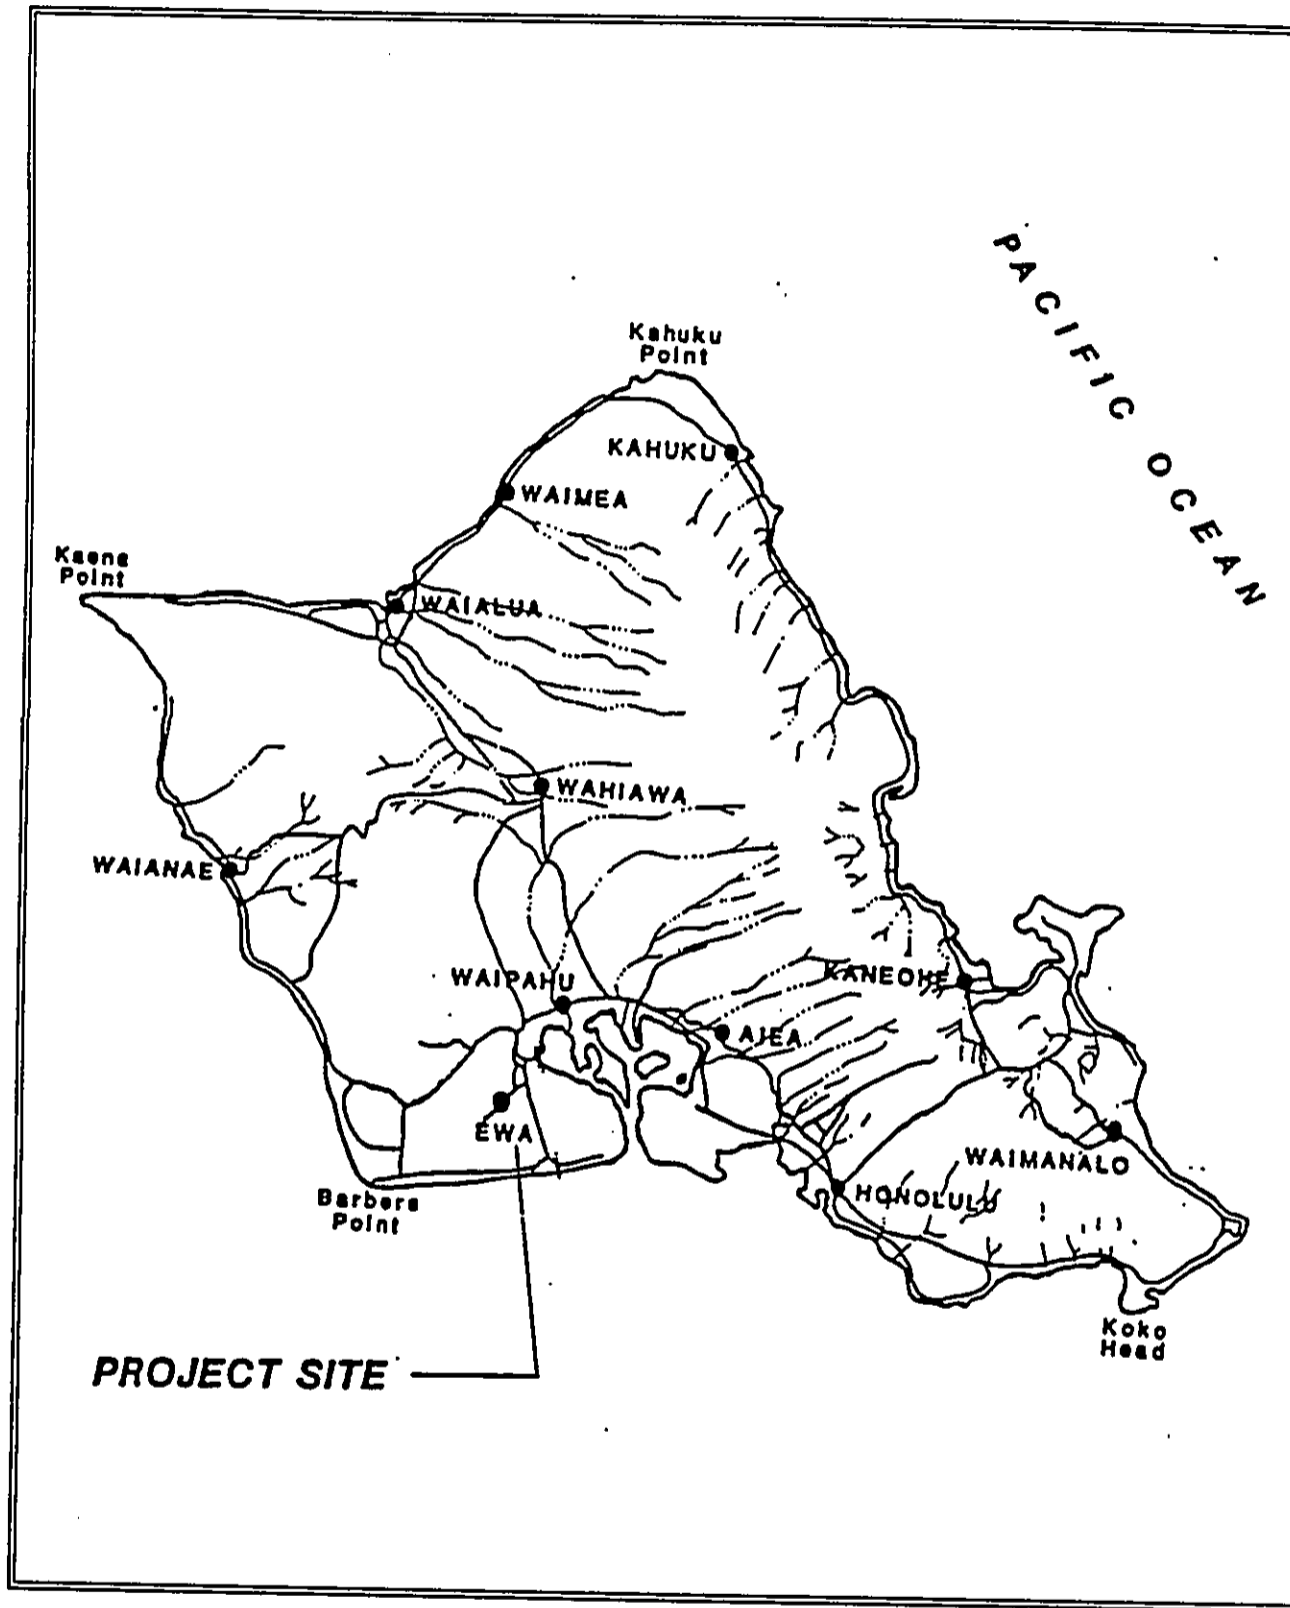 PACIFIC OCEAN
Kahuku
Point
KAHUKU
WAIMEA
Kaena
Point
WAIALUA
WAHIAWA
WAIANAE
WAIPAHU
KANEOHE
AIEA
EWA
WAIMANALO
HONOLULU
Barbers
Point
Koko
Head
PROJECT SITE